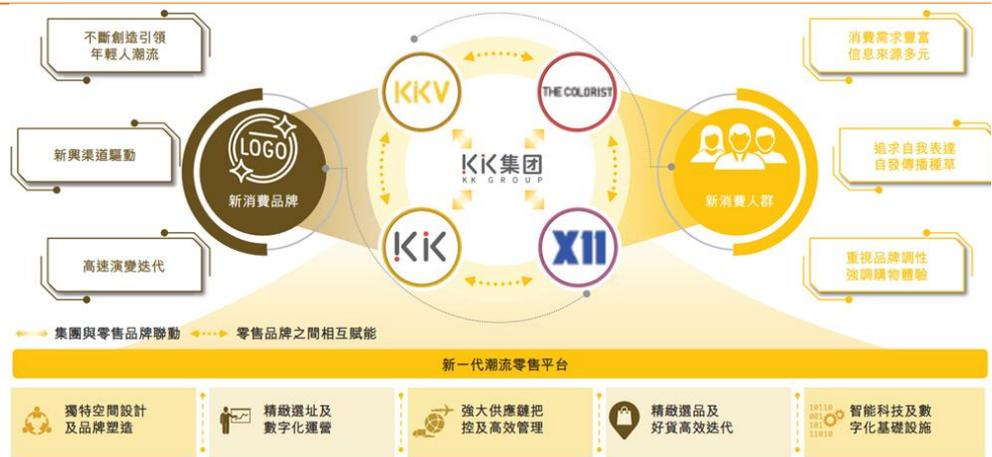 不斷創造引領
年輕人潮流
新興渠道驅動
高速演變迭代
LOGO
新消費品牌
KKV
THE COLORIST
KK集团
KK GROUP
KK
X11
新消費人群
消費需求豐富
信息來源多元
追求自我表達
自發傳播種草
重視品牌調性
強調購物體驗
集團與零售品牌聯動
零售品牌之間相互賦能
新一代潮流零售平台
獨特空間設計
及品牌塑造
精緻選址及
數字化運營
強大供應鏈把
控及高效管理
精緻選品及
好貨高效迭代
10110
001
101
11010
智能科技及數
字化基礎設施